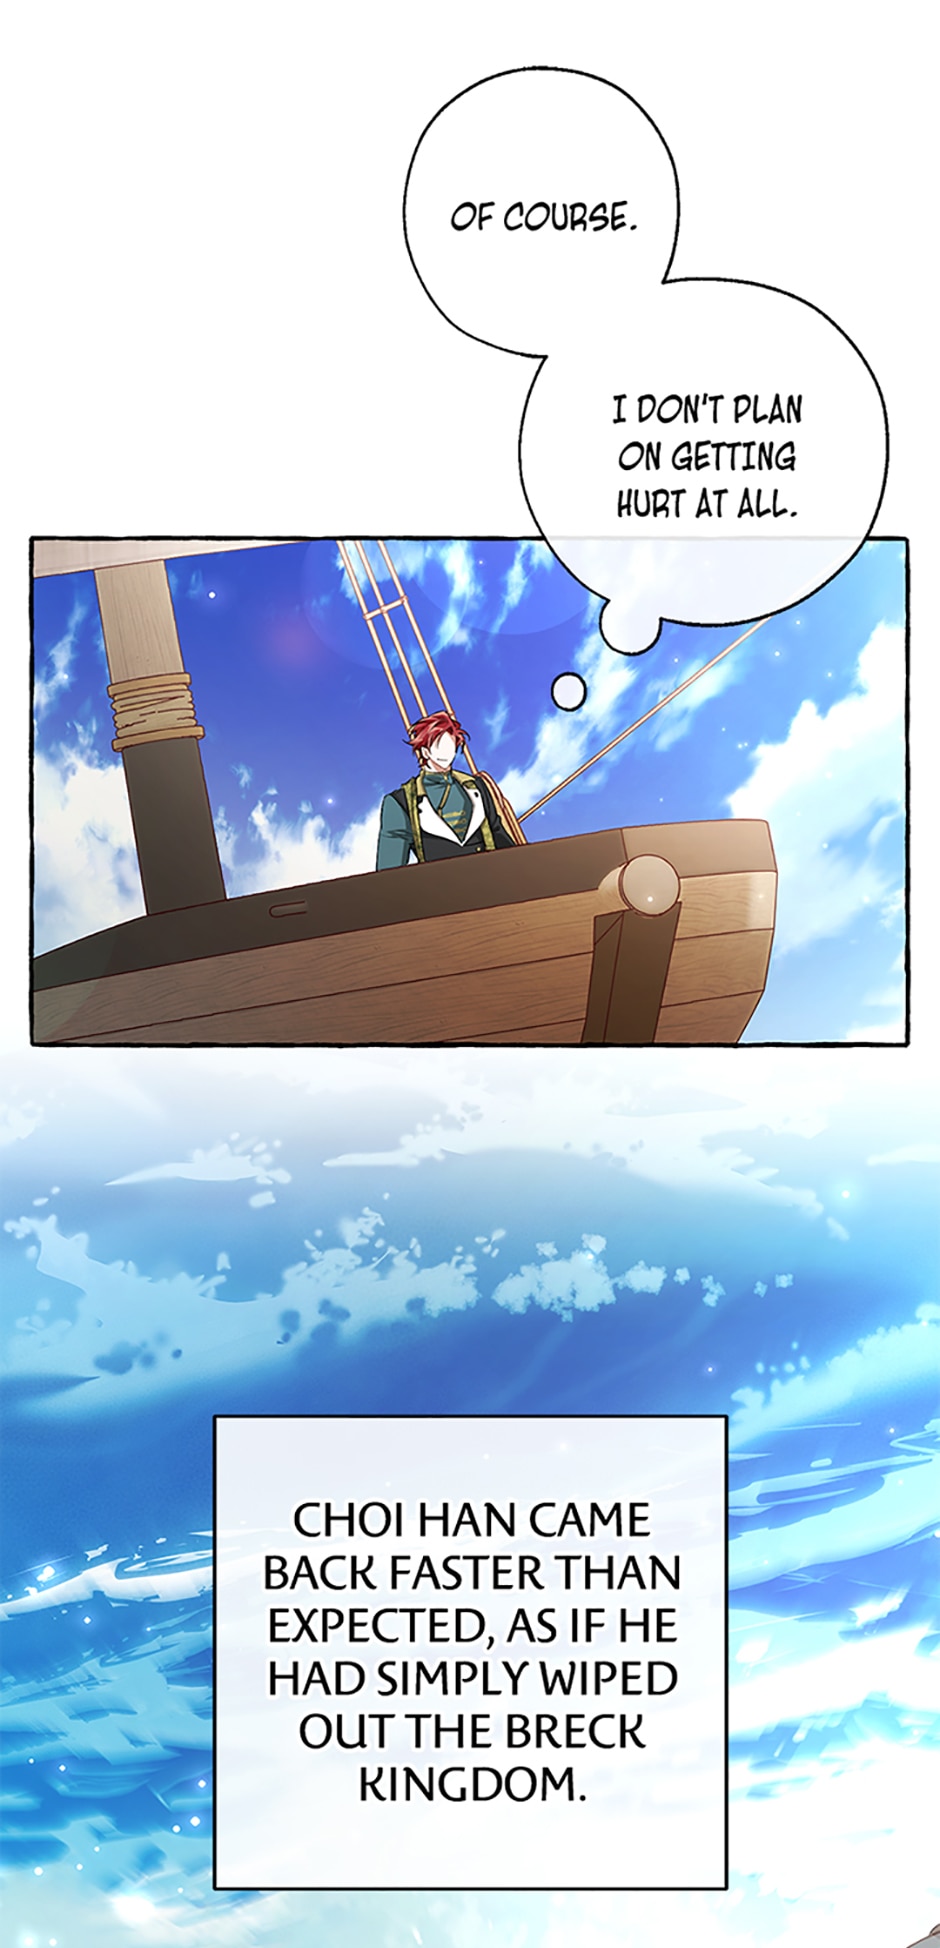 OF COURSE.
I DON'T PLAN
ON GETTING
HURT AT ALL.
CHOI HAN CAME
BACK FASTER THAN
EXPECTED, AS IF HE
HAD SIMPLY WIPED
OUT THE BRECK
KINGDOM.